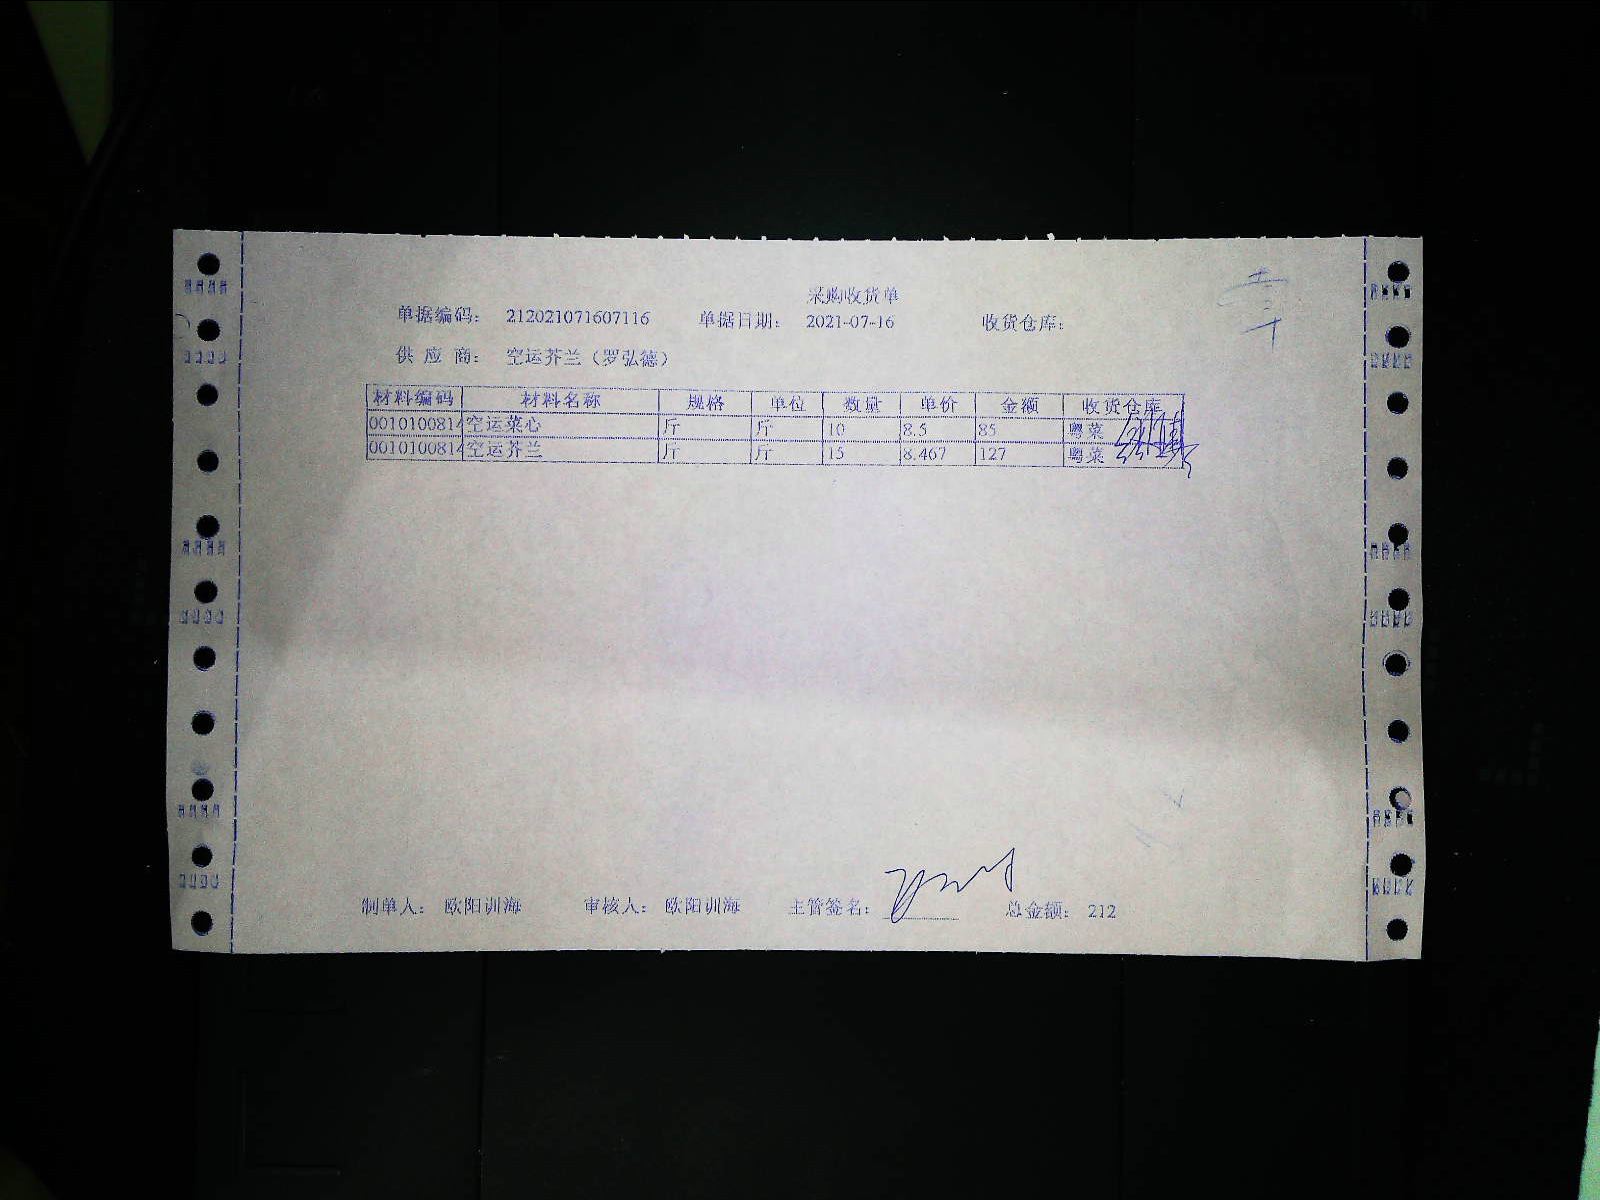 采购收货单
单据编码： 212021071607116 单据日期： 2021-07-16 收货仓库：
供 应 商： 空运芥兰（罗弘德）
材料编码 材料名称 规格 单位 数量 单价 金额 收货仓库
0010100814 空运菜心 斤 斤 10 8.5 85 粤菜
0010100814 空运芥兰 斤 斤 15 8.467 127 粤菜
制单人： 欧阳训海 审核人： 欧阳训海 主管签名： 总金额： 212